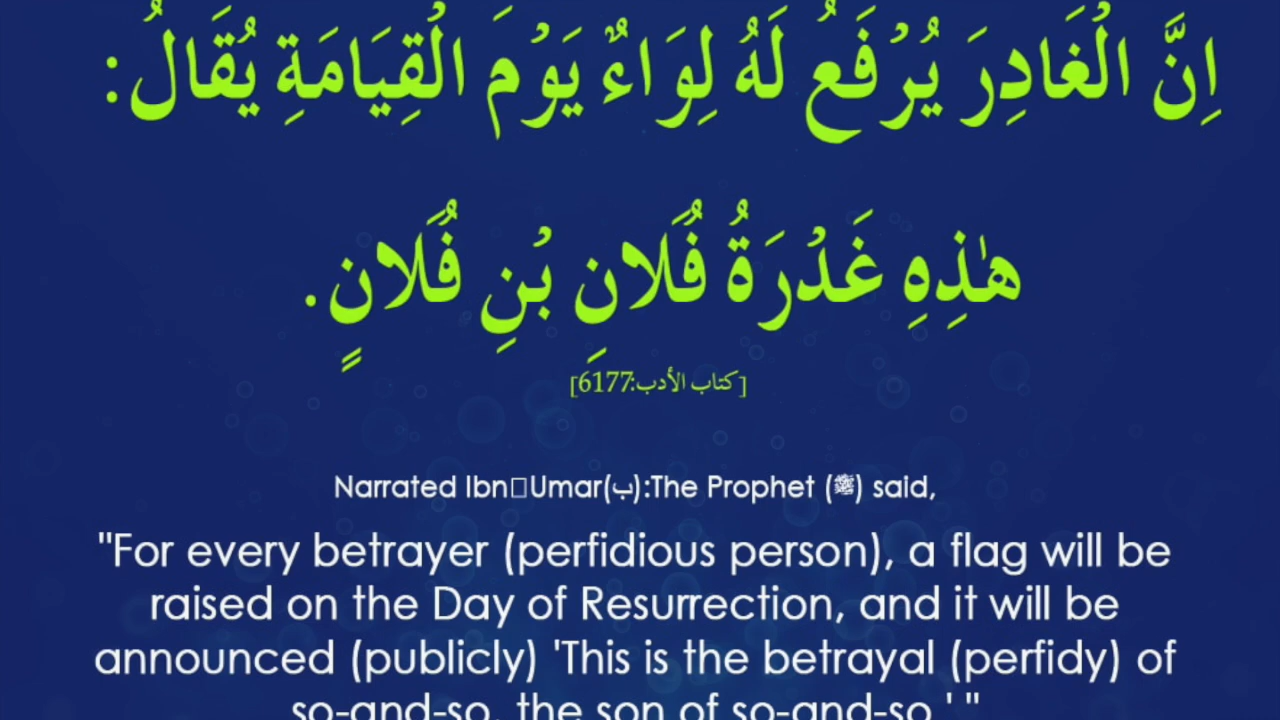 اِنَّ الْغَادِرَ يُرْفَعُ لَهُ لِوَاءٌ يَوْمَ الْقِيَامَةِ يُقَالُ:
هٰذِهِ غَدْرَةُ فُلَانِ بْنِ فُلَانٍ.
[كتاب الأدب:6177]
Narrated Ibn□Umar(ب):The Prophet (ﷺ) said,
"For every betrayer (perfidious person), a flag will be
raised on the Day of Resurrection, and it will be
announced (publicly) 'This is the betrayal (perfidy) of
so-and-so, the son of so-and-so.' "